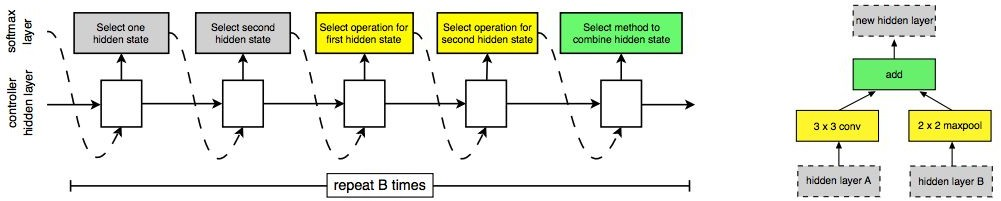 softmax
layer
Select one
hidden state
Select second
hidden state
Select operation for
first hidden state
Select operation for
second hidden state
Select method to
combine hidden state
controller
hidden layer
repeat B times
new hidden layer
add
3 x 3 conv
2 x 2 maxpool
hidden layer A
hidden layer B